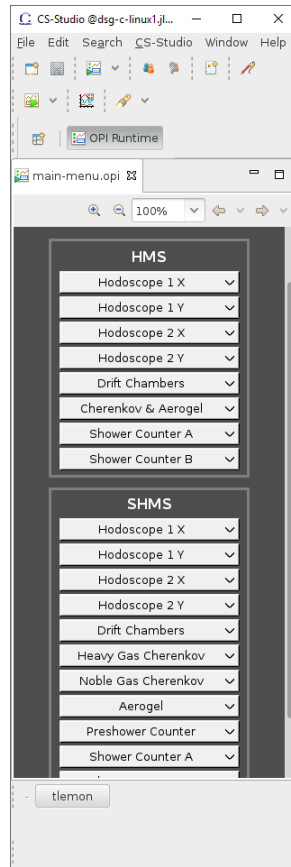 CS-Studio @dsg-c-linux1.jl...
File Edit Search CS-Studio Window Help
OPI Runtime
main-menu.opi
100%
HMS
Hodoscope 1 X
Hodoscope 1 Y
Hodoscope 2 X
Hodoscope 2 Y
Drift Chambers
Cherenkov & Aerogel
Shower Counter A
Shower Counter B
SHMS
Hodoscope 1 X
Hodoscope 1 Y
Hodoscope 2 X
Hodoscope 2 Y
Drift Chambers
Heavy Gas Cherenkov
Noble Gas Cherenkov
Aerogel
Preshower Counter
Shower Counter A
tlemon